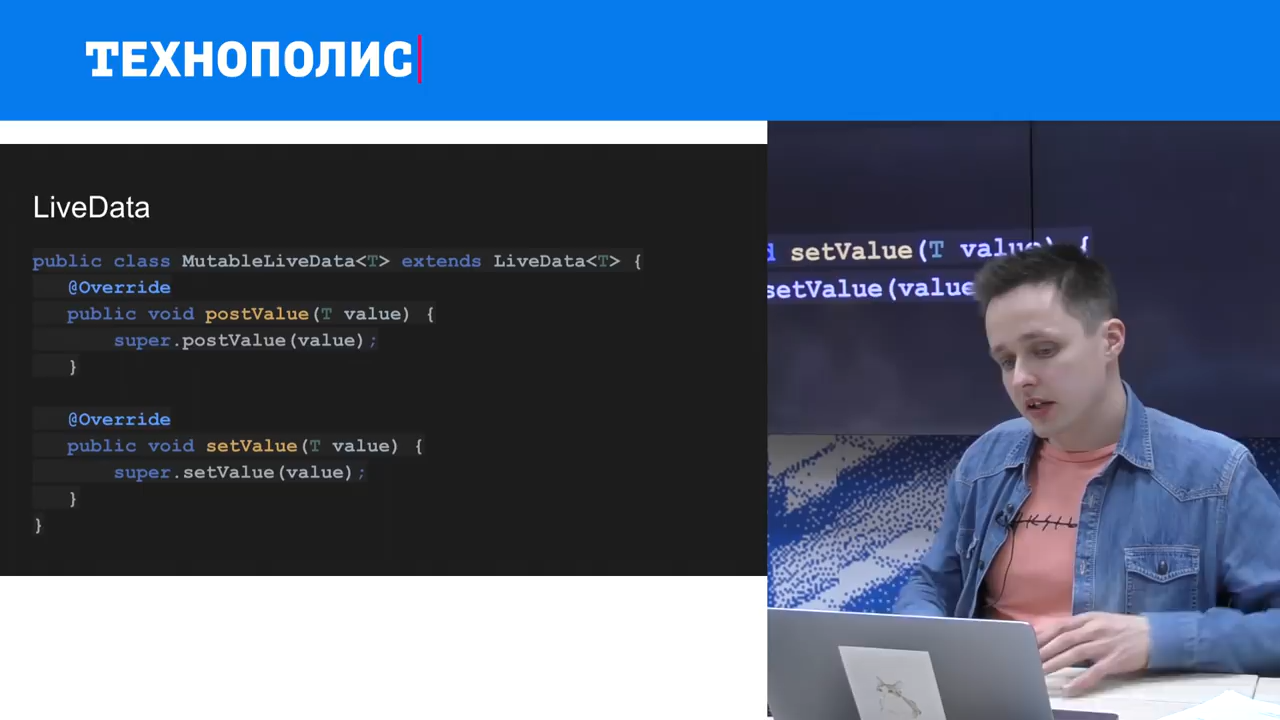 ТЕХНОПОЛИС
LiveData
public class MutableLiveData<T> extends LiveData<T> {
@Override
public void postValue(T value) {
super.postValue(value);
}
@Override
public void setValue(T value) {
super.setValue(value);
}
}
setValue(T value) {
setValue(value